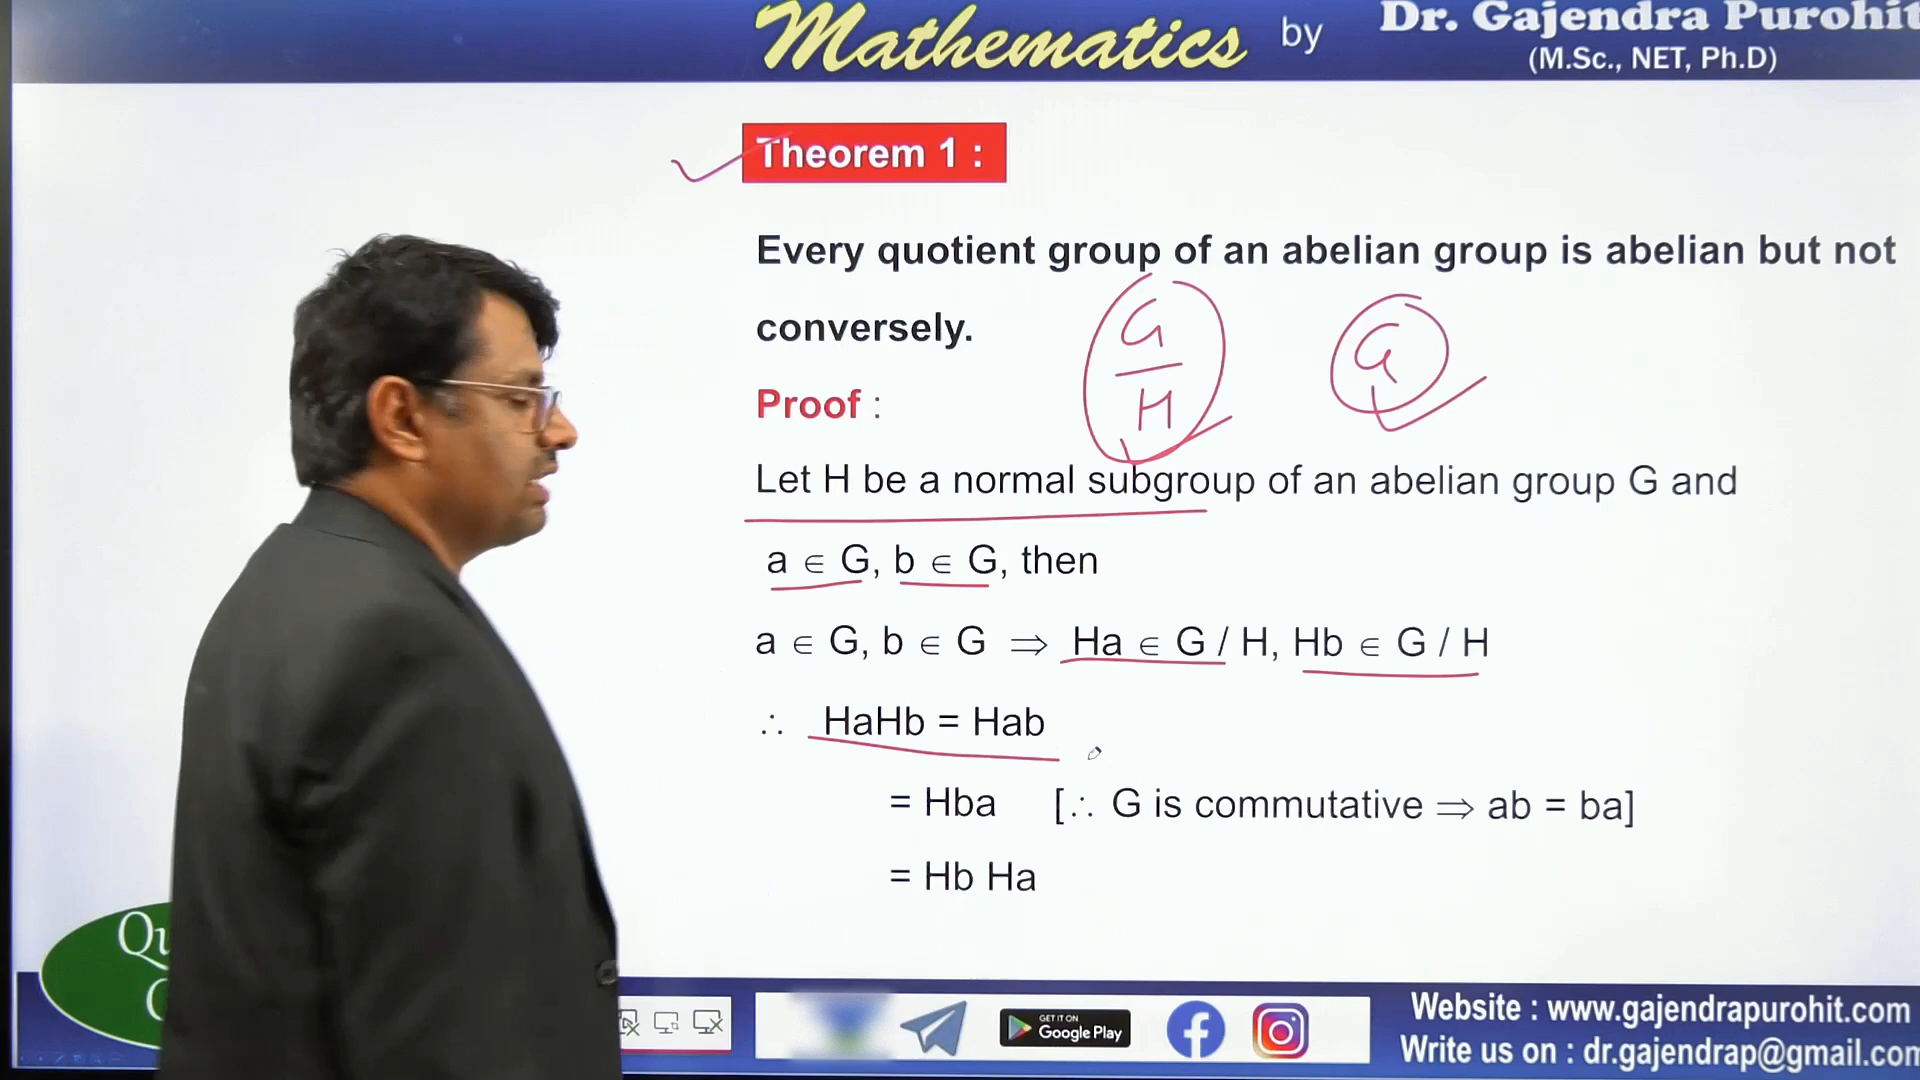 Mathematics by Dr. Gajendra Purohit
(M.Sc., NET, Ph.D)
Theorem 1 :
Every quotient group of an abelian group is abelian but not
conversely.
G
H
G
Proof :
Let H be a normal subgroup of an abelian group G and
a ∈ G, b ∈ G, then
a ∈ G, b ∈ G ⇒ Ha ∈ G / H, Hb ∈ G / H
∴ HaHb = Hab
= Hba [∴ G is commutative ⇒ ab = ba]
= Hb Ha
GET IT ON
Google Play
Website : www.gajendrapurohit.com
Write us on : dr.gajendrap@gmail.com